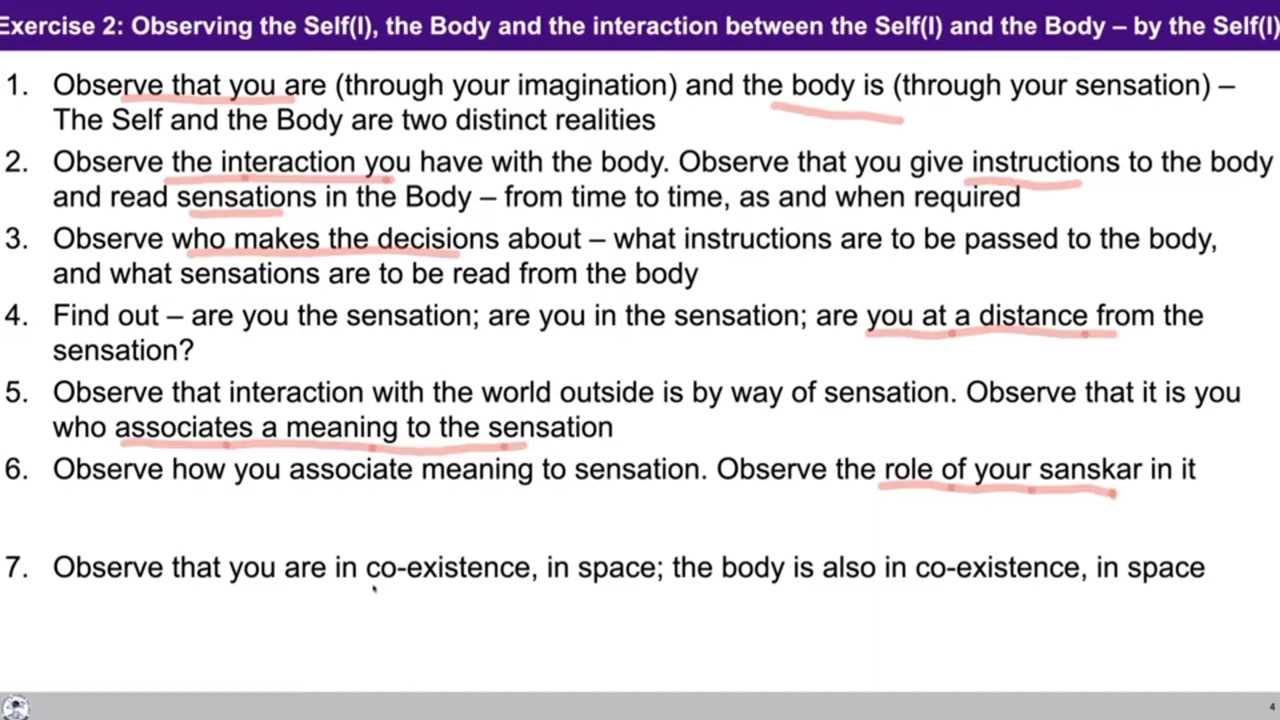 Exercise 2: Observing the Self(I), the Body and the interaction between the Self(I) and the Body – by the Self(I)
1. Observe that you are (through your imagination) and the body is (through your sensation) –
The Self and the Body are two distinct realities
2. Observe the interaction you have with the body. Observe that you give instructions to the body
and read sensations in the Body – from time to time, as and when required
3. Observe who makes the decisions about – what instructions are to be passed to the body,
and what sensations are to be read from the body
4. Find out – are you the sensation; are you in the sensation; are you at a distance from the
sensation?
5. Observe that interaction with the world outside is by way of sensation. Observe that it is you
who associates a meaning to the sensation
6. Observe how you associate meaning to sensation. Observe the role of your sanskar in it
7. Observe that you are in co-existence, in space; the body is also in co-existence, in space
4